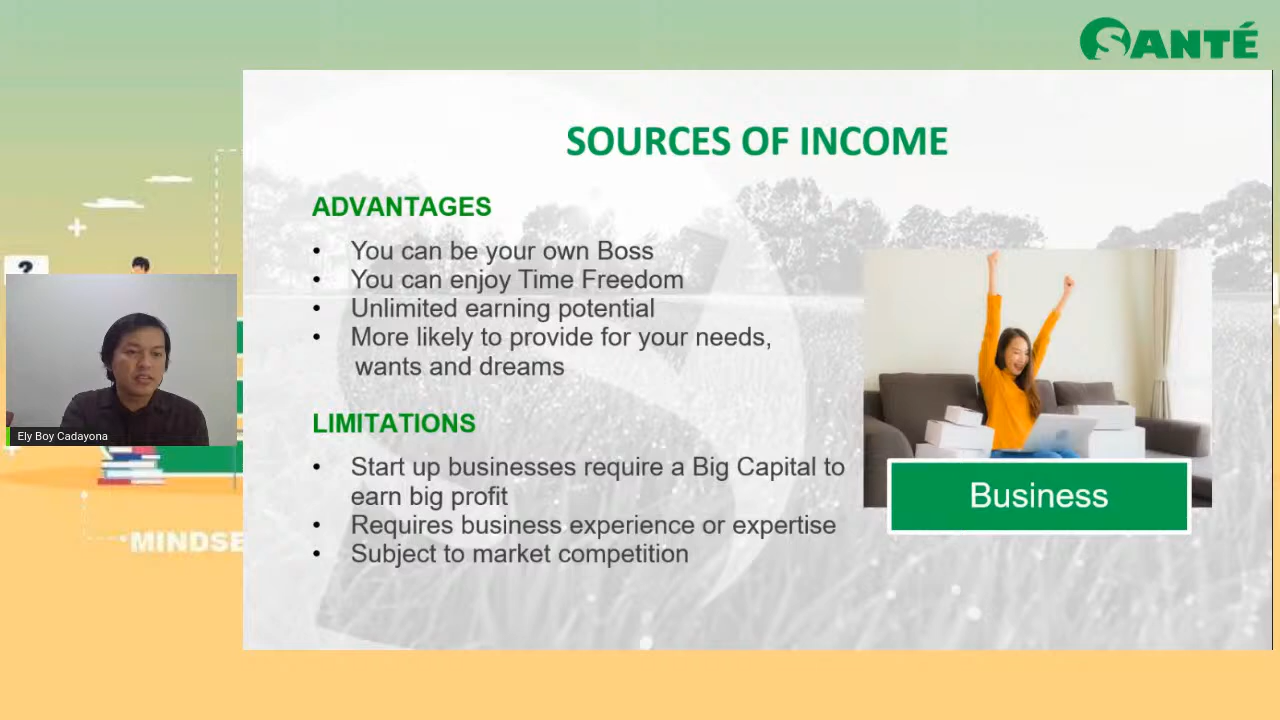 SANTÉ
SOURCES OF INCOME
ADVANTAGES
• You can be your own Boss
• You can enjoy Time Freedom
• Unlimited earning potential
• More likely to provide for your needs,
wants and dreams
LIMITATIONS
• Start up businesses require a Big Capital to
earn big profit
• Requires business experience or expertise
• Subject to market competition
Business
?
Ely Boy Cadayona
MINDSE